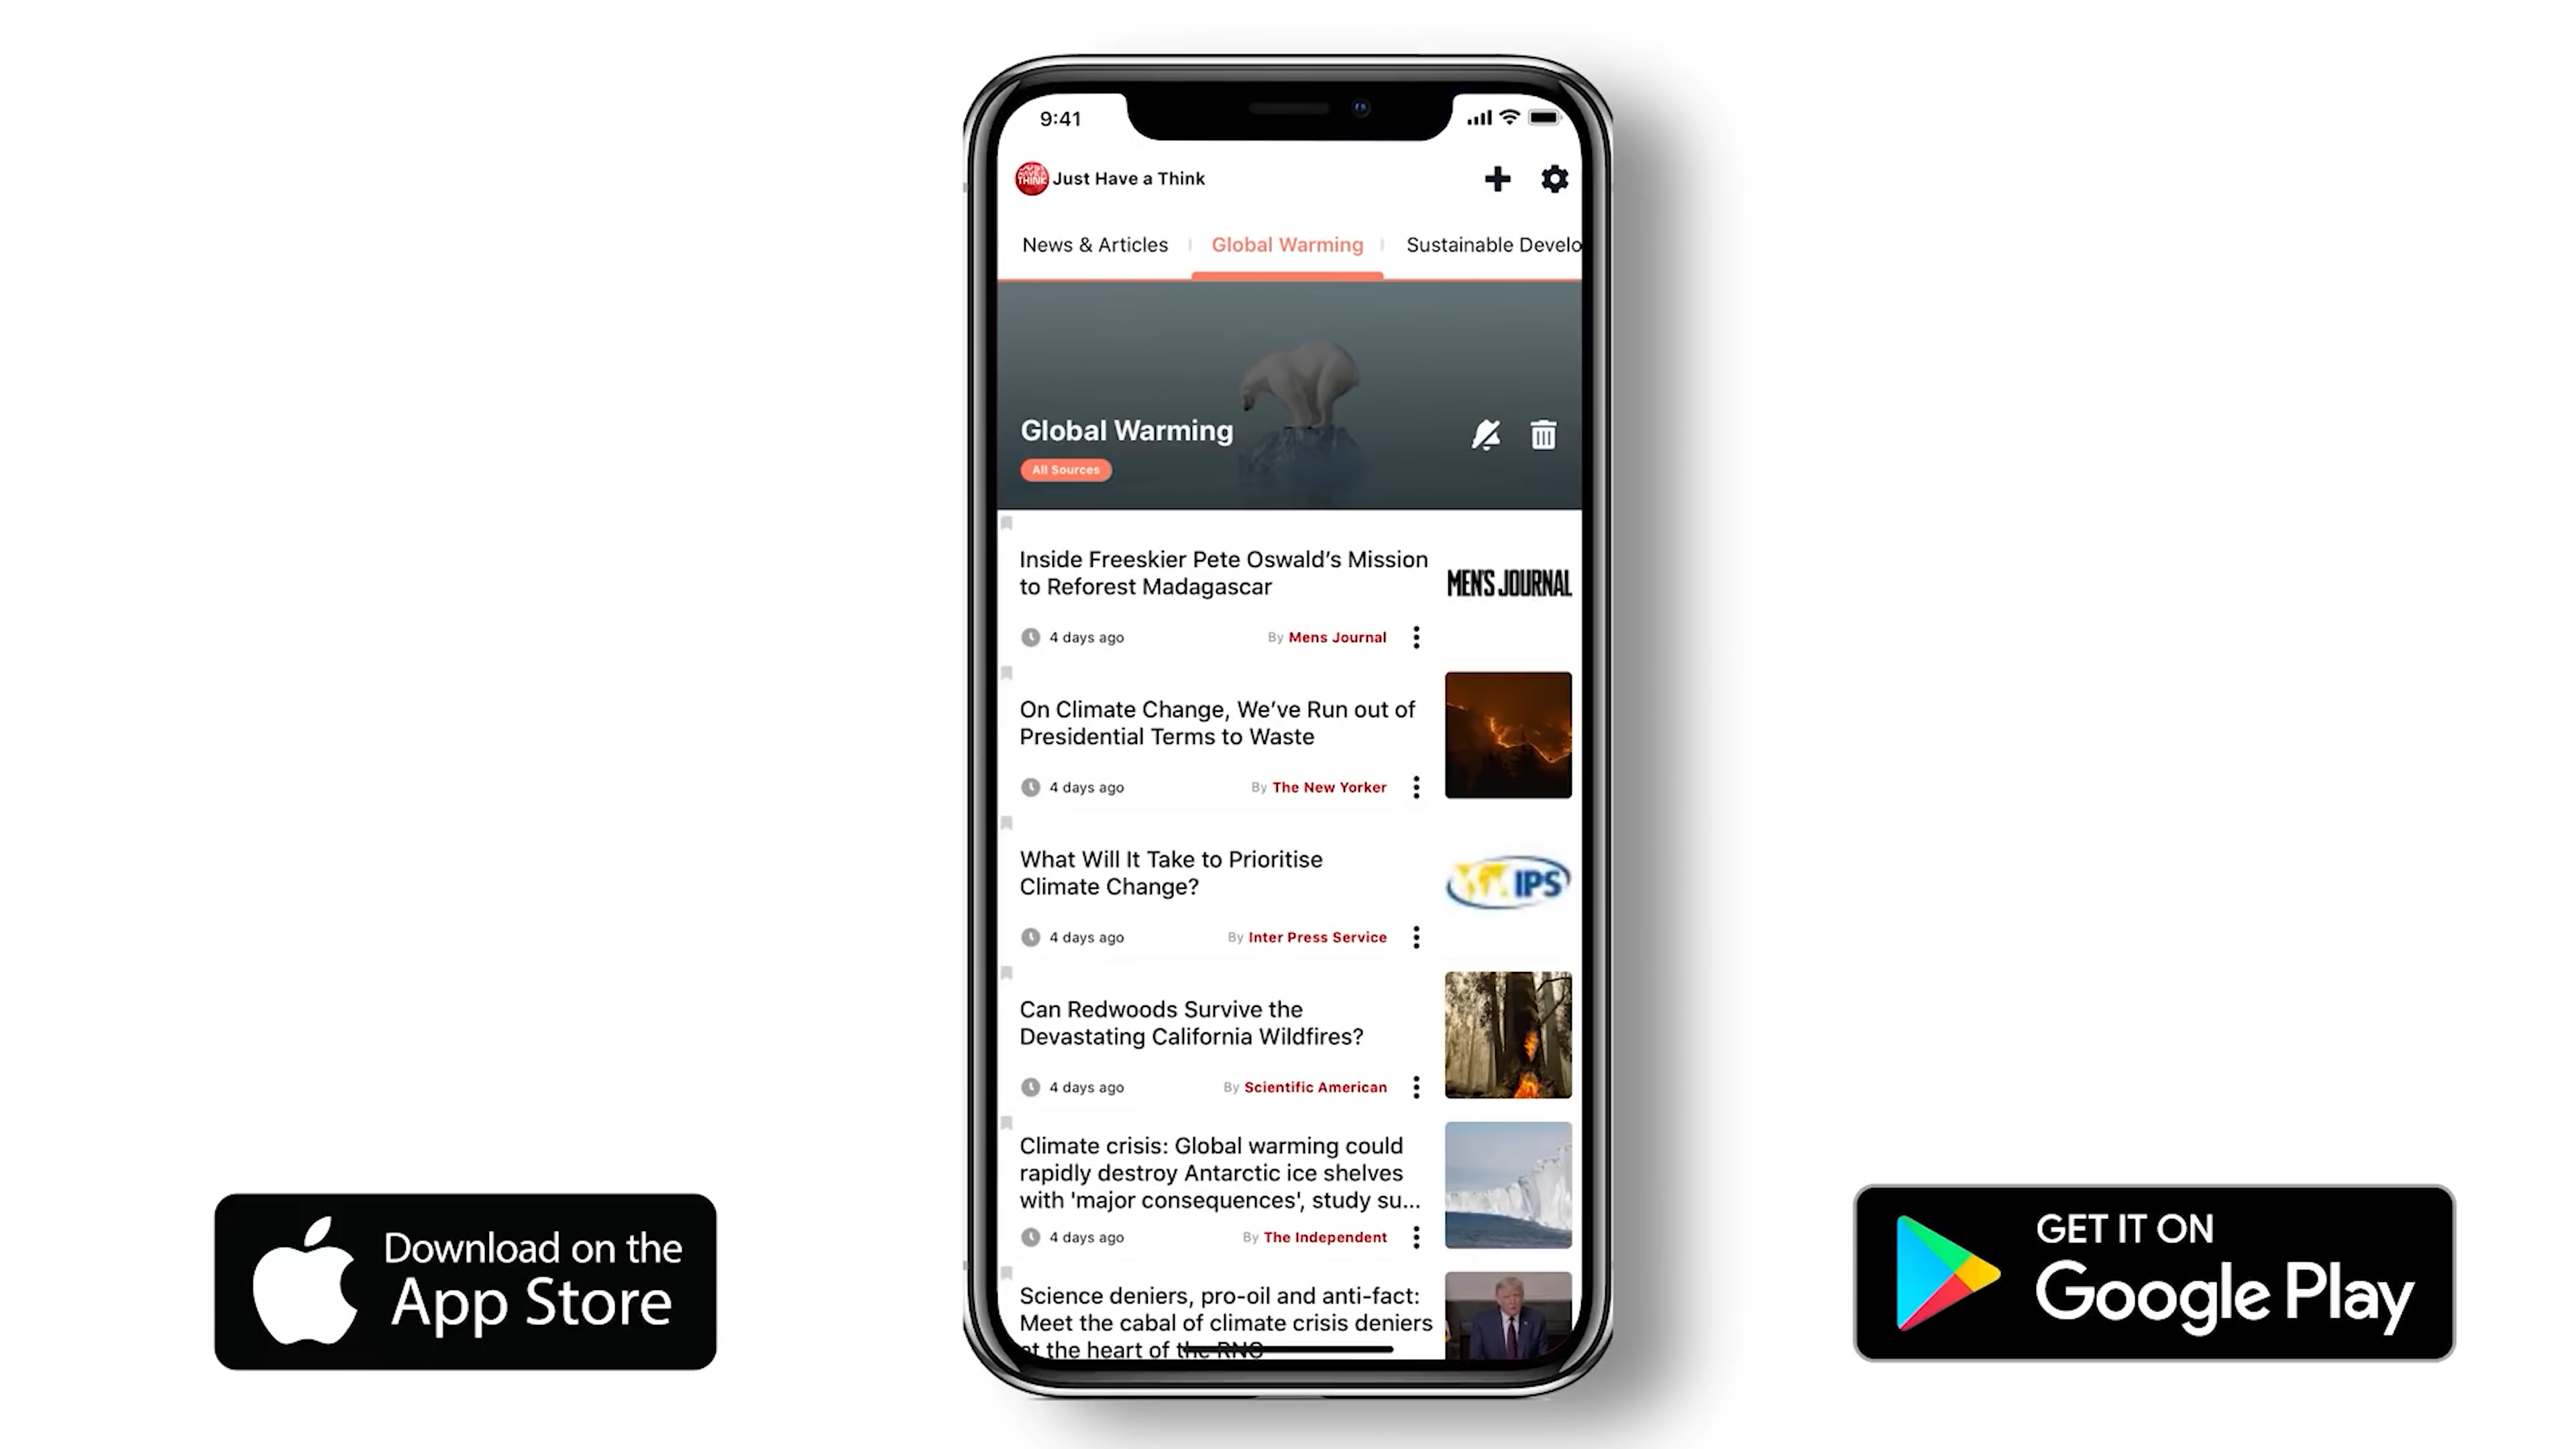 9:41
Just Have a Think
News & Articles
Global Warming
Sustainable Develo
Global Warming
All Sources
Inside Freeskier Pete Oswald’s Mission
to Reforest Madagascar
MEN'S JOURNAL
4 days ago
By Mens Journal
On Climate Change, We’ve Run out of
Presidential Terms to Waste
4 days ago
By The New Yorker
What Will It Take to Prioritise
Climate Change?
IPS
4 days ago
By Inter Press Service
Can Redwoods Survive the
Devastating California Wildfires?
4 days ago
By Scientific American
Climate crisis: Global warming could
rapidly destroy Antarctic ice shelves
with 'major consequences', study su...
4 days ago
By The Independent
Science deniers, pro-oil and anti-fact:
Meet the cabal of climate crisis deniers
at the heart of the RNC
Download on the
App Store
GET IT ON
Google Play